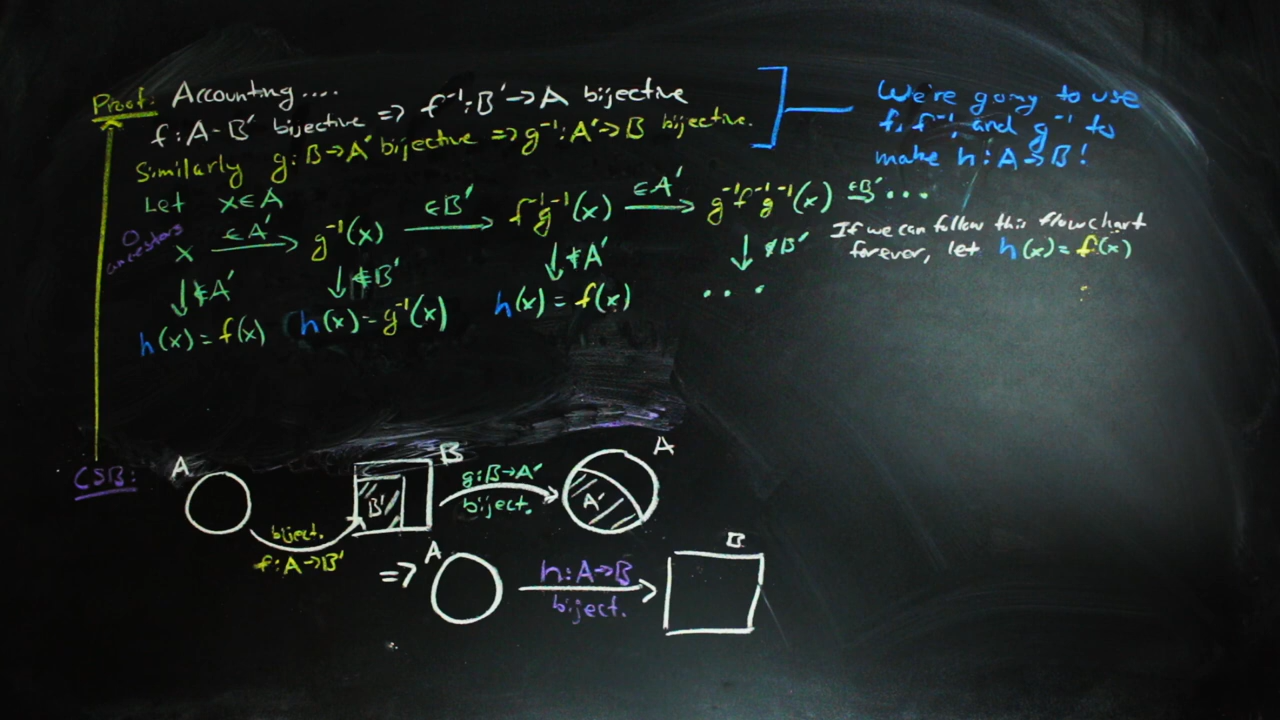 Proof: Accounting....
f: A - B' bijective => f⁻¹: B' → A bijective
Similarly g: B → A' bijective => g⁻¹: A' → B bijective.
We're going to use
f, f⁻¹, and g⁻¹ to
make h: A → B!
Let x∈A
0 ancestors
x ∈A' → g⁻¹(x) ∈B' → f⁻¹g⁻¹(x) ∈A' → g⁻¹f⁻¹g⁻¹(x) ∈B' → ...
↓∉A' ↓∉B' ↓∉A' ↓∉B'
h(x) = f(x) h(x) = g⁻¹(x) h(x) = f(x) ...
If we can follow this flowchart
forever, let h(x) = f(x)
CSB:
A B A
B' A'
biject.
f: A → B'
g: B → A'
biject.
=> A B
h: A → B
biject.